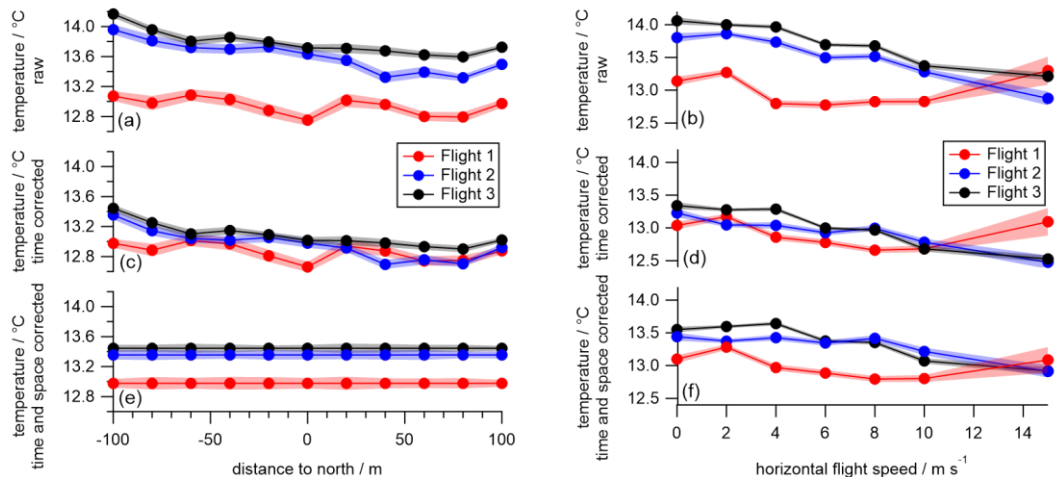 temperature / °C
raw
14.0
13.6
13.2
12.8
(a)
temperature / °C
raw
14.0
13.5
13.0
12.5
(b)
temperature / °C
time corrected
14.0
13.6
13.2
12.8
(c)
Flight 1
Flight 2
Flight 3
temperature / °C
time corrected
14.0
13.5
13.0
12.5
(d)
Flight 1
Flight 2
Flight 3
temperature / °C
time and space corrected
14.0
13.6
13.2
12.8
(e)
-100 -50 0 50 100
distance to north / m
temperature / °C
time and space corrected
14.0
13.5
13.0
12.5
(f)
0 2 4 6 8 10 12 14
horizontal flight speed / m s⁻¹